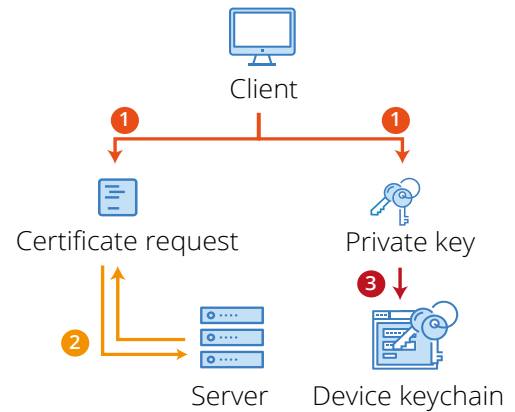 Client
1
1
Certificate request
Private key
3
2
Server
Device keychain